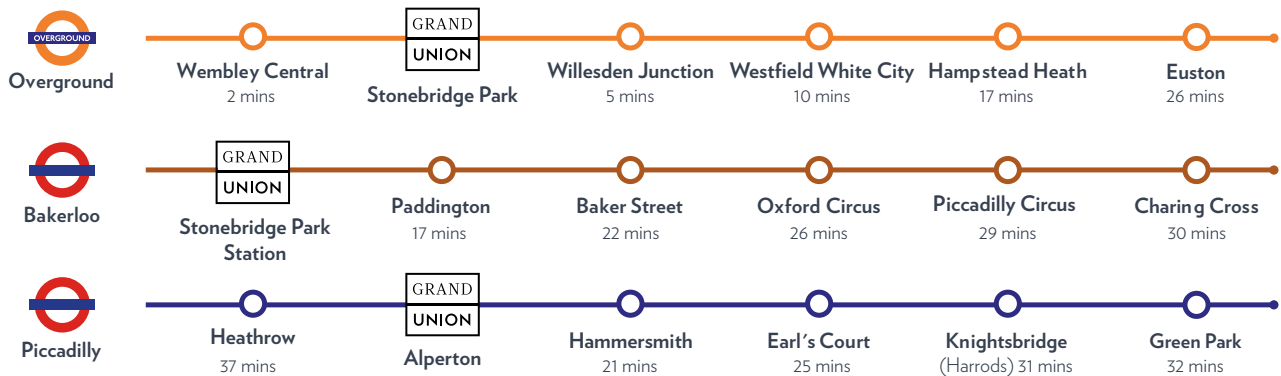 OVERGROUND
Overground
GRAND
UNION
Wembley Central
2 mins
Stonebridge Park
Willesden Junction
5 mins
Westfield White City
10 mins
Hampstead Heath
17 mins
Euston
26 mins
Bakerloo
GRAND
UNION
Stonebridge Park
Station
Paddington
17 mins
Baker Street
22 mins
Oxford Circus
26 mins
Piccadilly Circus
29 mins
Charing Cross
30 mins
Piccadilly
Heathrow
37 mins
GRAND
UNION
Alperton
Hammersmith
21 mins
Earl's Court
25 mins
Knightsbridge
(Harrods) 31 mins
Green Park
32 mins